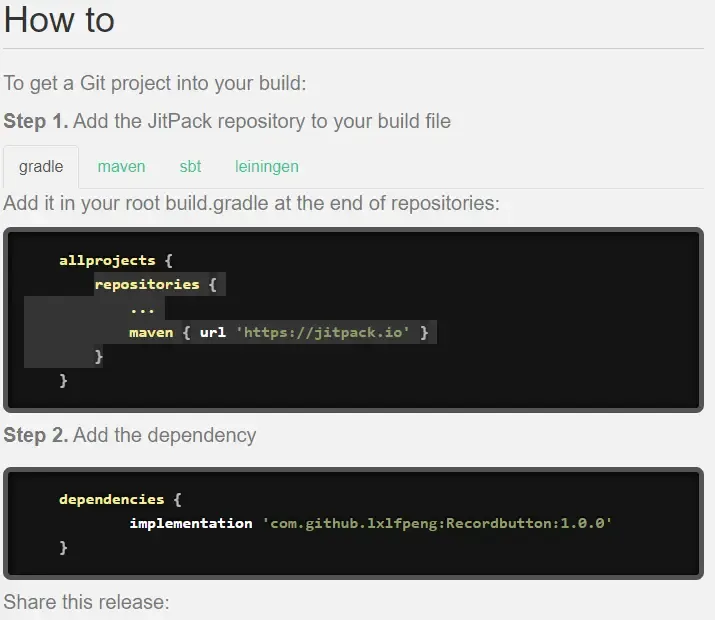 How to
To get a Git project into your build:
Step 1. Add the JitPack repository to your build file
gradle maven sbt leiningen
Add it in your root build.gradle at the end of repositories:
allprojects {
repositories {
...
maven { url 'https://jitpack.io' }
}
}
Step 2. Add the dependency
dependencies {
implementation 'com.github.lxlfpeng:Recordbutton:1.0.0'
}
Share this release: